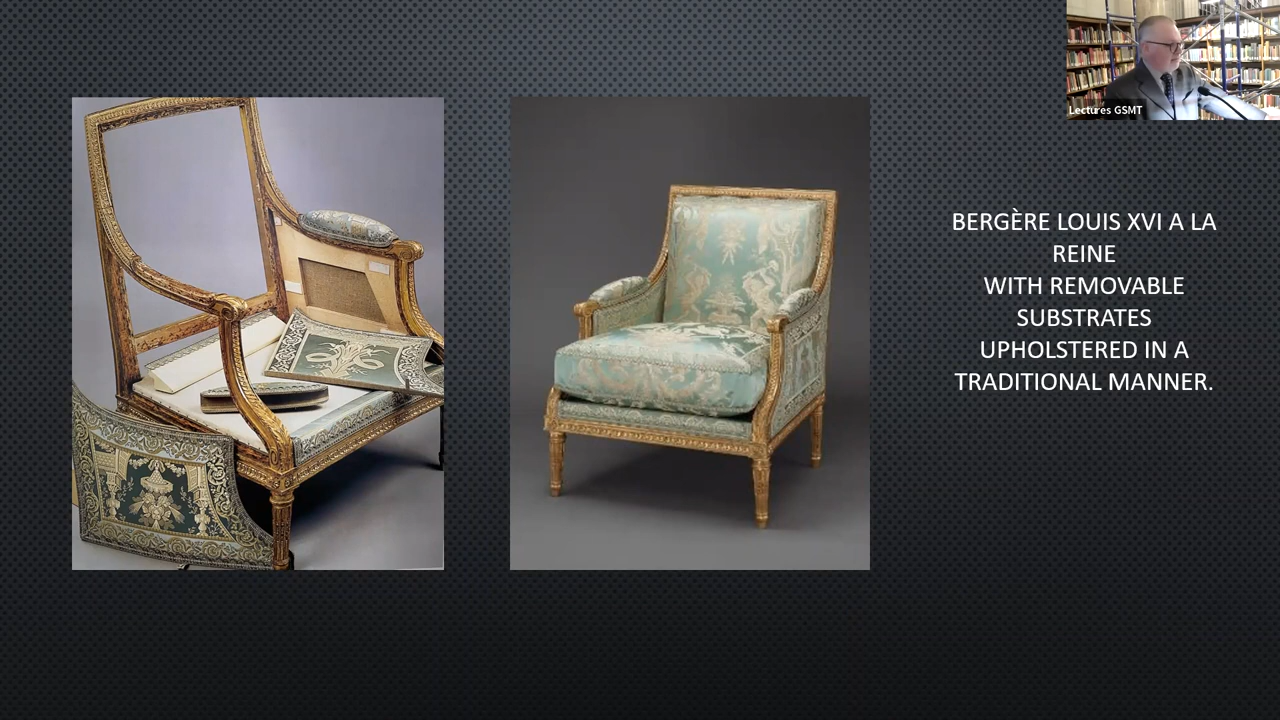 Lectures GSMT
BERGÈRE LOUIS XVI A LA
REINE
WITH REMOVABLE
SUBSTRATES
UPHOLSTERED IN A
TRADITIONAL MANNER.